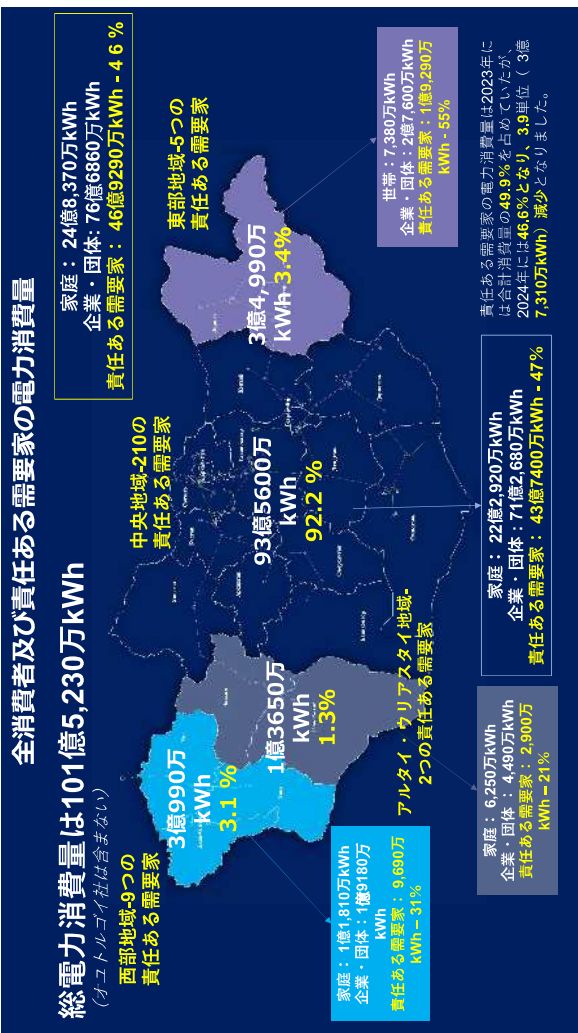 全消費者及び責任ある需要家の電力消費量
総電力消費量は101億5,230万kWh
（オユトルゴイ社は含まない）
家庭： 24億8,370万kWh
企業・団体: 76億6860万kWh
責任ある需要家： 46億9290万kWh - 4 6 %
西部地域-9つの
責任ある需要家
中央地域-210の
責任ある需要家
東部地域-5つの
責任ある需要家
3億990万
kWh
3.1 %
1億3650万
kWh
1.3%
93億5600万
kWh
92.2 %
3億4,990万
kWh 3.4%
アルタイ・ウリアスタイ地域-
2つの責任ある需要家
家庭： 1億1,810万kWh
企業・団体：1億9180万
kWh
責任ある需要家： 9,690万
kWh – 31%
家庭： 6,250万kWh
企業・団体： 4,490万kWh
責任ある需要家： 2,900万
kWh – 21%
家庭： 22億2,920万kWh
企業・団体：71億2,680万kWh
責任ある需要家： 43億7400万kWh - 47%
世帯：7,380万kWh
企業・団体：2億7,600万kWh
責任ある需要家：1億9,290万
kWh - 55%
責任ある需要家の電力消費量は2023年に
は合計消費量の49.9%を占めていたが、
2024年には46.6%となり、3,9単位（ 3億
7,310万kWh）減少となりました。